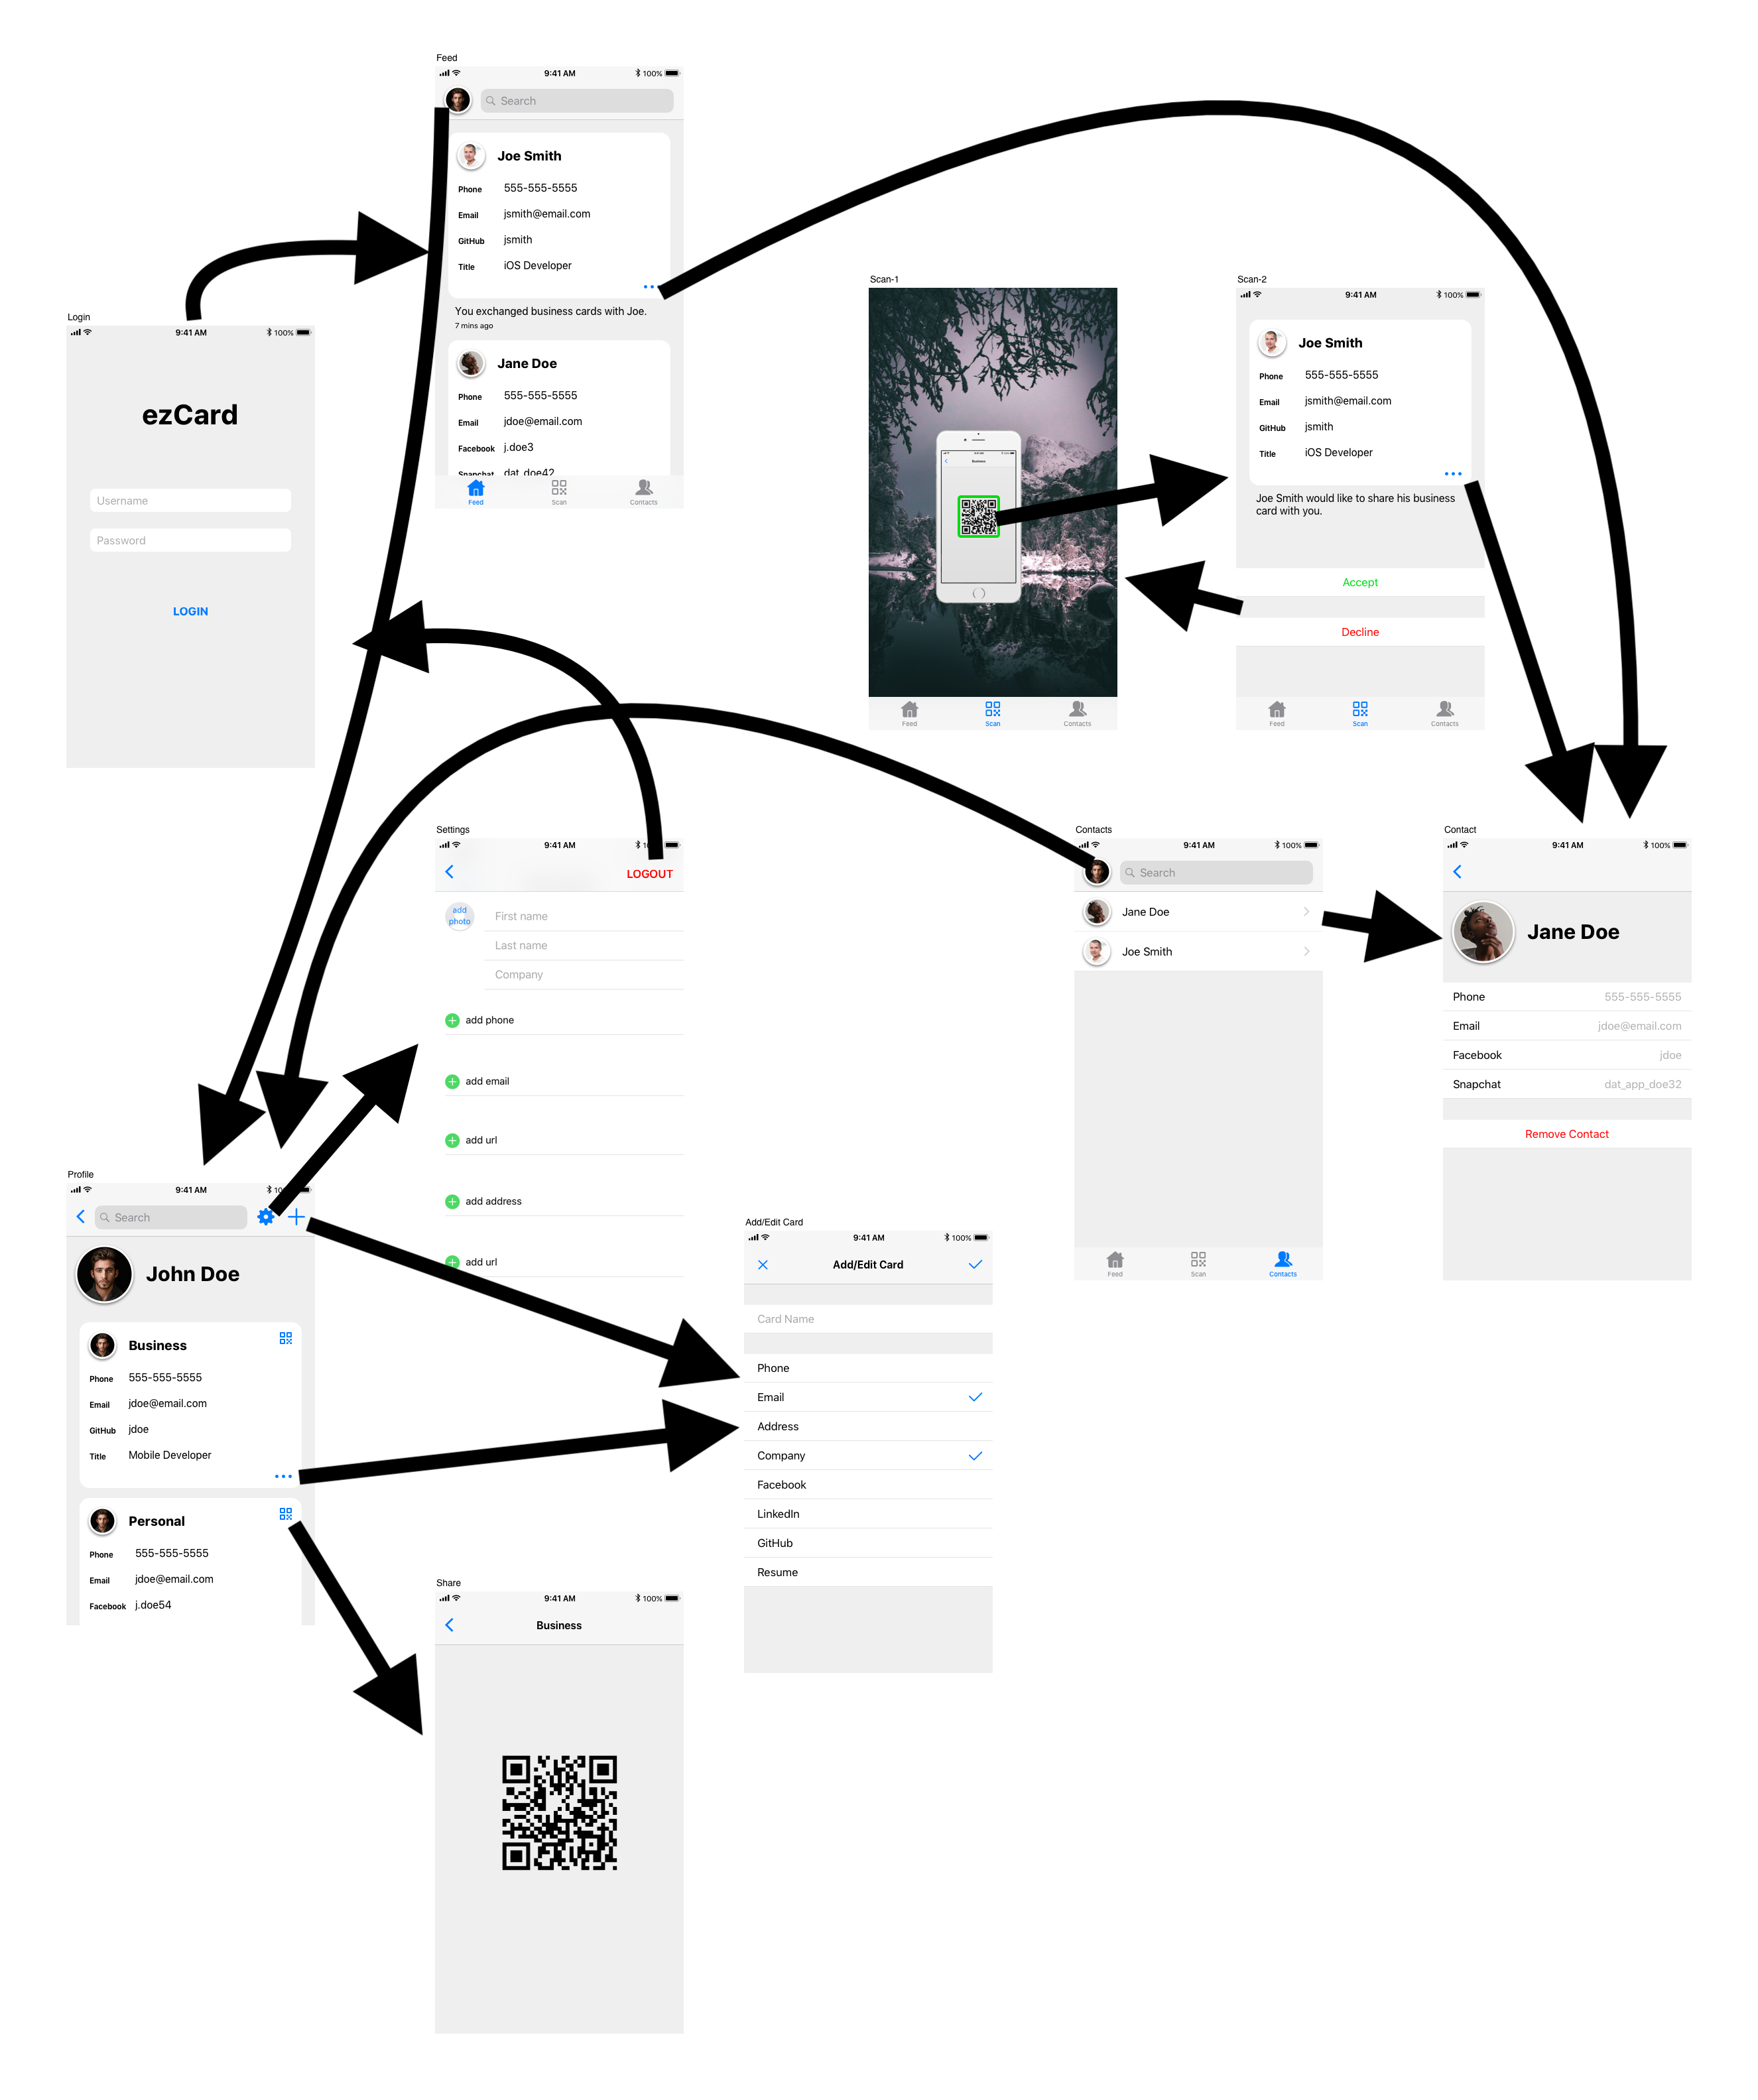 Feed
9:41 AM 100%
Search
Joe Smith
Phone 555-555-5555
Email jsmith@email.com
GitHub jsmith
Title iOS Developer
You exchanged business cards with Joe.
7 mins ago
Jane Doe
Phone 555-555-5555
Email jdoe@email.com
Facebook j.doe3
Snapchat dat_doe42
Feed Scan Contacts
Login
9:41 AM 100%
ezCard
Username
Password
LOGIN
Scan-1
Business
Feed Scan Contacts
Scan-2
9:41 AM 100%
Joe Smith
Phone 555-555-5555
Email jsmith@email.com
GitHub jsmith
Title iOS Developer
Joe Smith would like to share his business
card with you.
Accept
Decline
Feed Scan Contacts
Settings
9:41 AM
LOGOUT
add
photo
First name
Last name
Company
add phone
add email
add url
add address
add url
Contacts
9:41 AM 100%
Search
Jane Doe
Joe Smith
Feed Scan Contacts
Contact
9:41 AM 100%
Jane Doe
Phone 555-555-5555
Email jdoe@email.com
Facebook jdoe
Snapchat dat_app_doe32
Remove Contact
Profile
9:41 AM
Search
John Doe
Business
Phone 555-555-5555
Email jdoe@email.com
GitHub jdoe
Title Mobile Developer
Personal
Phone 555-555-5555
Email jdoe@email.com
Facebook j.doe54
Add/Edit Card
9:41 AM 100%
Add/Edit Card
Card Name
Phone
Email
Address
Company
Facebook
LinkedIn
GitHub
Resume
Share
9:41 AM 100%
Business